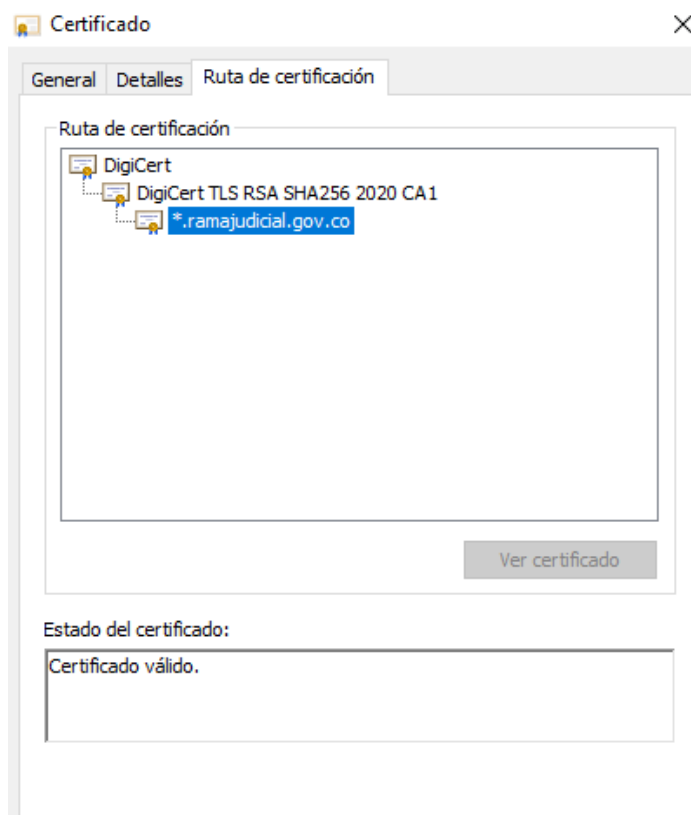 Certificado
General Detalles Ruta de certificación
Ruta de certificación
DigiCert
DigiCert TLS RSA SHA256 2020 CA1
*.ramajudicial.gov.co
Ver certificado
Estado del certificado:
Certificado válido.